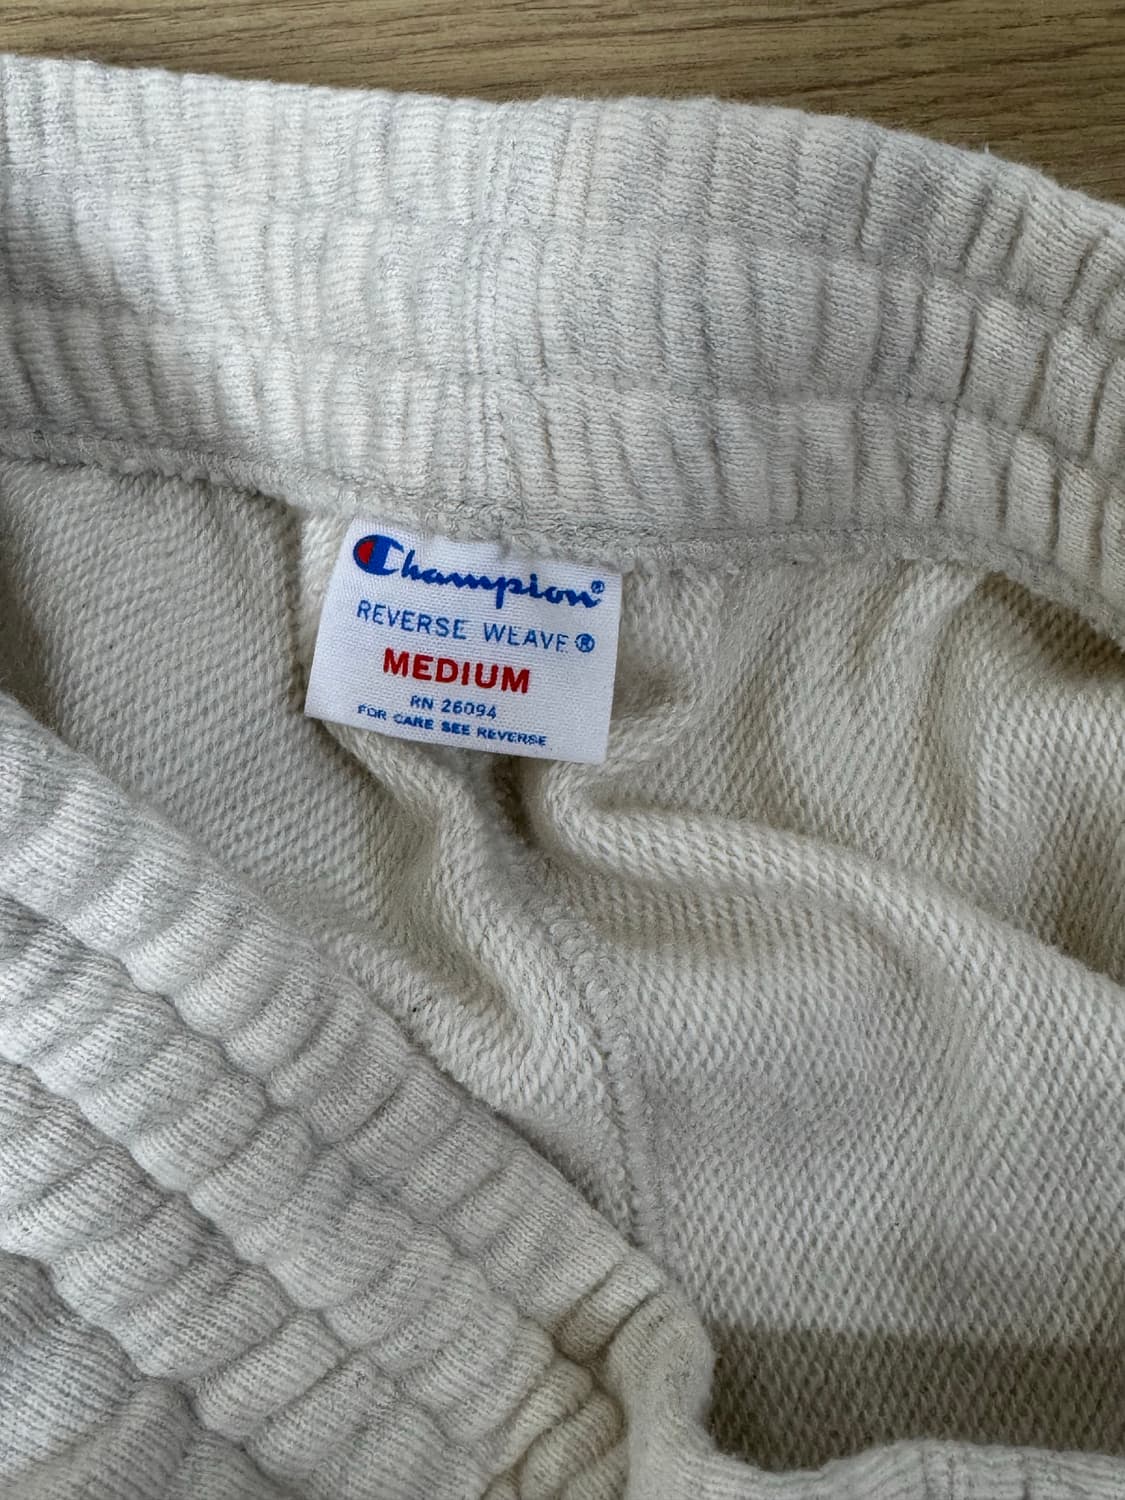 Champion®
REVERSE WEAVE®
MEDIUM
RN 26094
FOR CARE SEE REVERSE